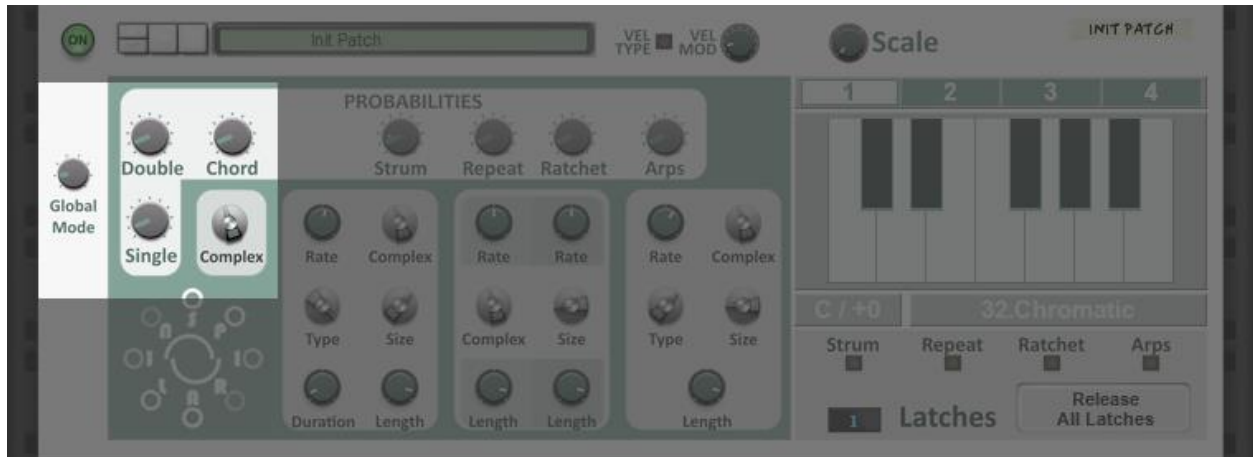 ON
Init Patch
VEL TYPE
VEL MOD
Scale
INIT PATCH
PROBABILITIES
1 2 3 4
Double Chord Strum Repeat Ratchet Arps
Global
Mode
Single Complex
Rate Complex Rate Rate Rate Complex
Type Size Complex Size Type Size
Duration Length Length Length Length
C / +0 32.Chromatic
Strum Repeat Ratchet Arps
1 Latches
Release
All Latches